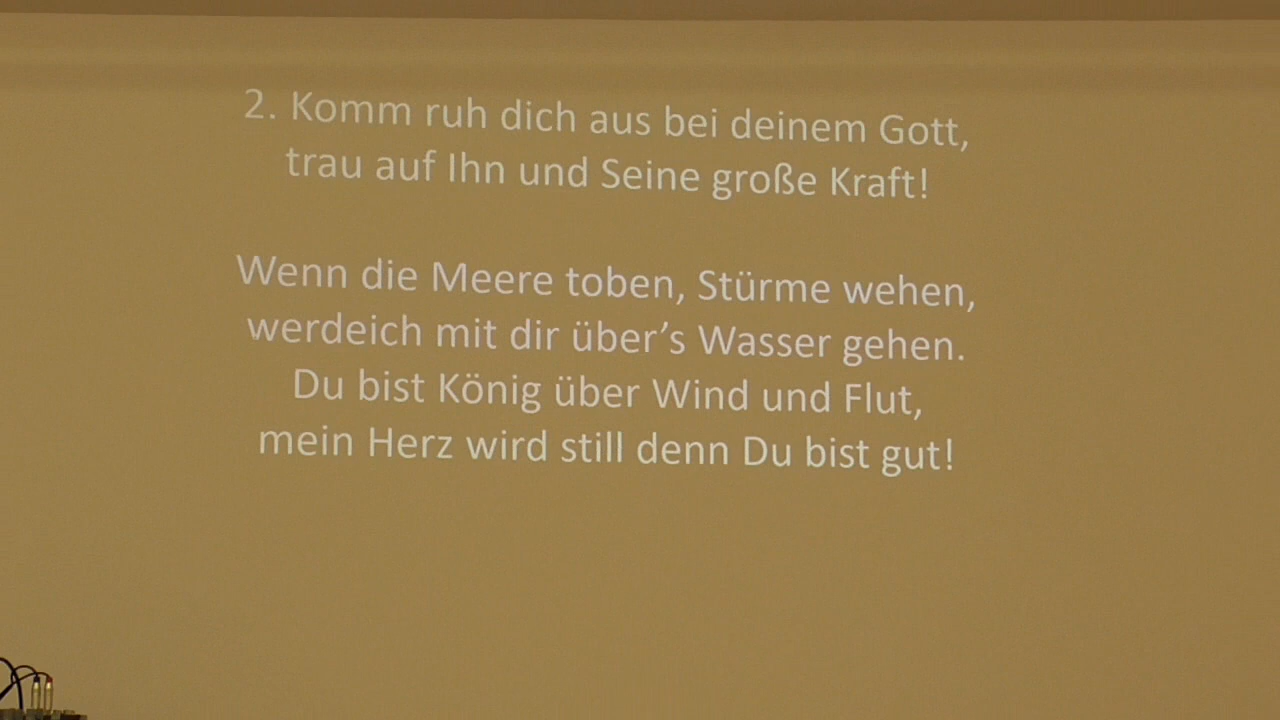 2. Komm ruh dich aus bei deinem Gott,
trau auf Ihn und Seine große Kraft!
Wenn die Meere toben, Stürme wehen,
werdeich mit dir über’s Wasser gehen.
Du bist König über Wind und Flut,
mein Herz wird still denn Du bist gut!